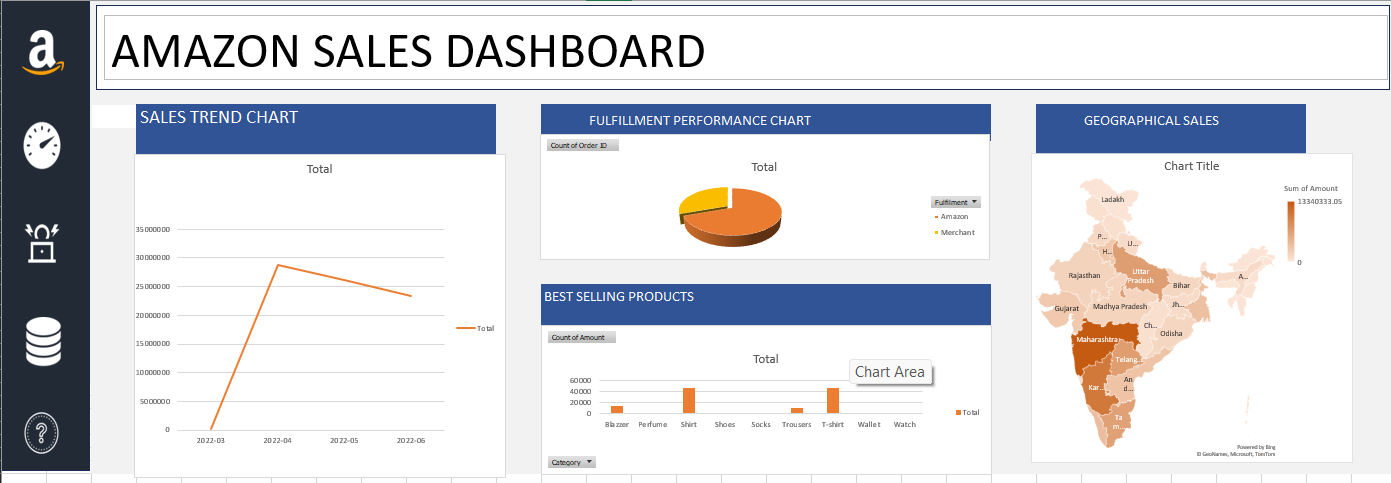 a
AMAZON SALES DASHBOARD
SALES TREND CHART
Total
35000000
30000000
25000000
20000000
15000000
10000000
5000000
0
2022-03 2022-04 2022-05 2022-06
Total
FULFILLMENT PERFORMANCE CHART
Count of Order ID
Total
Fulfilment
Amazon
Merchant
BEST SELLING PRODUCTS
Count of Amount
Total
Chart Area
60000
40000
20000
0
Blazzer Perfume Shirt Shoes Socks Trousers T-shirt Wallet Watch
Total
Category
GEOGRAPHICAL SALES
Chart Title
Sum of Amount
13340333.05
0
Ladakh
P...
H...
U...
Rajasthan
Uttar
Pradesh
Bihar
A...
Gujarat
Madhya Pradesh
Jh...
Ch...
Odisha
Maharashtra
Telang...
Kar...
An
d...
Ta
m...
Powered by Bing
© GeoNames, Microsoft, TomTom
?